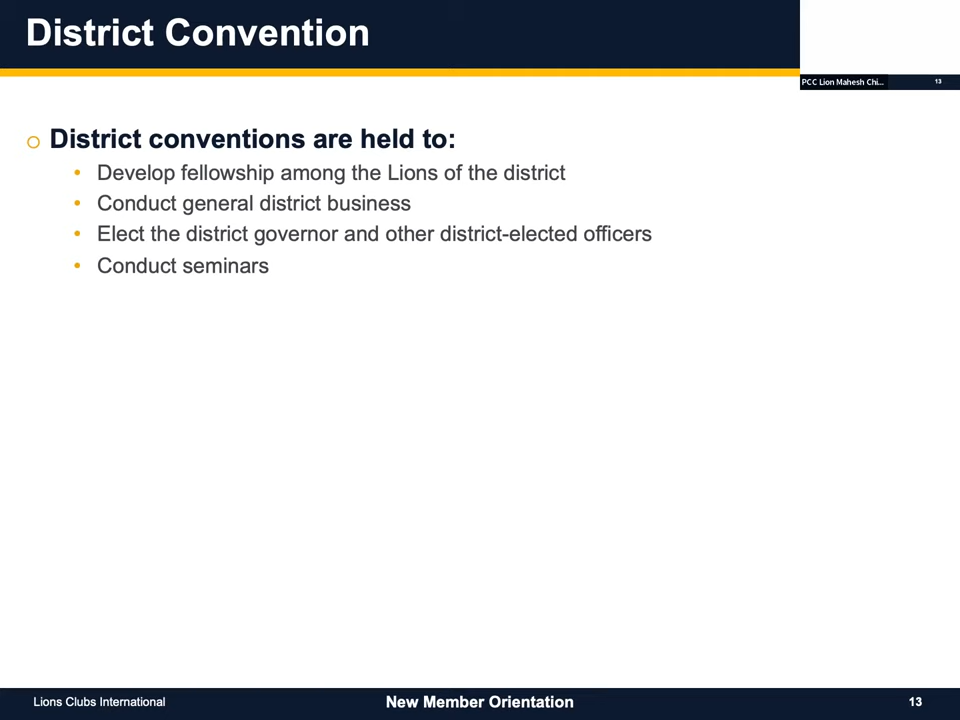 District Convention
PCC Lion Mahesh Chi...
13
District conventions are held to:
Develop fellowship among the Lions of the district
Conduct general district business
Elect the district governor and other district-elected officers
Conduct seminars
Lions Clubs International
New Member Orientation
13